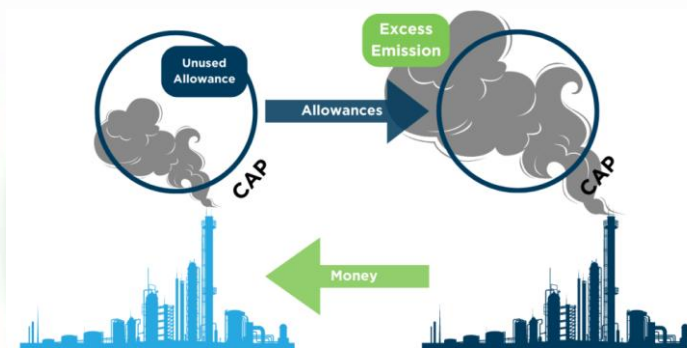 Unused
Allowance
CAP
Allowances
Excess
Emission
CAP
Money